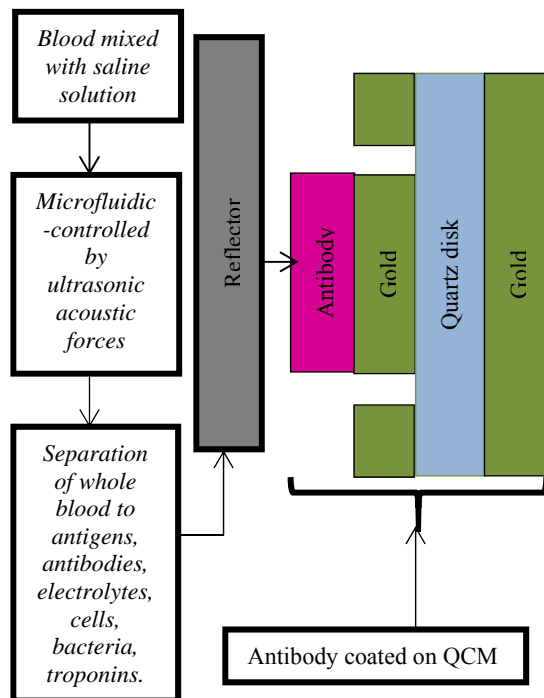 Blood mixed
with saline
solution
Microfluidic
-controlled
by
ultrasonic
acoustic
forces
Separation
of whole
blood to
antigens,
antibodies,
electrolytes,
cells,
bacteria,
troponins.
Reflector
Antibody
Gold
Quartz disk
Gold
Antibody coated on QCM